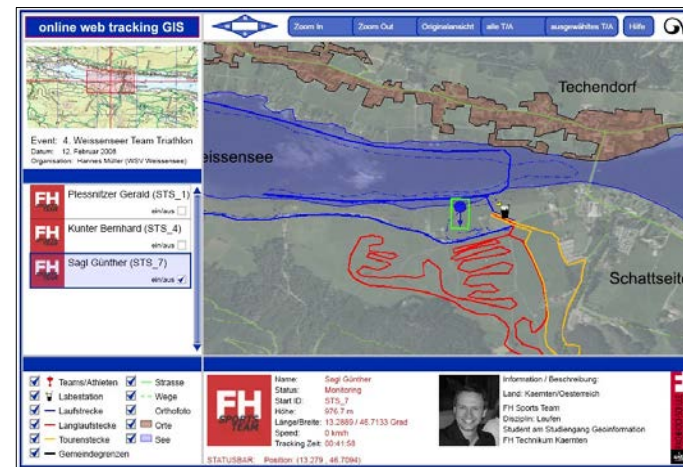 online web tracking GIS
Zoom In
Zoom Out
Originalansicht
alle T/A
ausgewähltes T/A
Hilfe
Event: 4. Weissenseer Team Triathlon
Datum: 12. Februar 2006
Organisation: Hannes Müller (WSV Weissensee)
Techendorf
eissensee
Schattseite
FH
Plessnitzer Gerald (STS_1)
ein/aus
FH
Kunter Bernhard (STS_4)
ein/aus
FH
Sagl Günther (STS_7)
ein/aus
Teams/Athleten
Labestation
Laufstrecke
Langlaufstecke
Tourenstecke
Gemeindegrenzen
Strasse
Wege
Orthofoto
Orte
See
FH
SPORTS
TEAM
Name: Sagl Günther
Status: Monitoring
Start ID: STS_7
Höhe: 976.7 m
Länge/Breite: 13.2889 / 46.7133 Grad
Speed: 0 km/h
Tracking Zeit: 00:41:58
Information / Beschreibung:
Land: Kaernten/Oesterreich
FH Sports Team
Disziplin: Laufen
Student am Studiengang Geoinformation
FH Technikum Kaernten
STATUSBAR: Position: (13.279 , 46.7094)